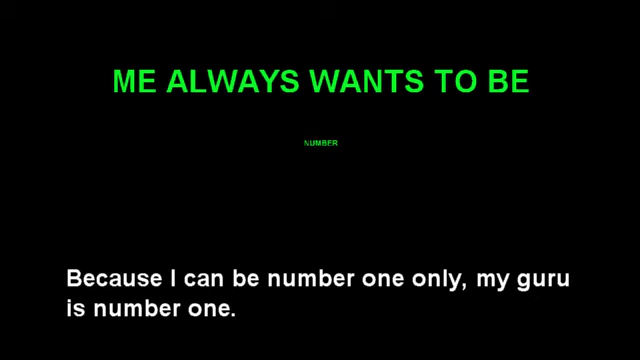 ME ALWAYS WANTS TO BE
NUMBER
Because I can be number one only, my guru
is number one.